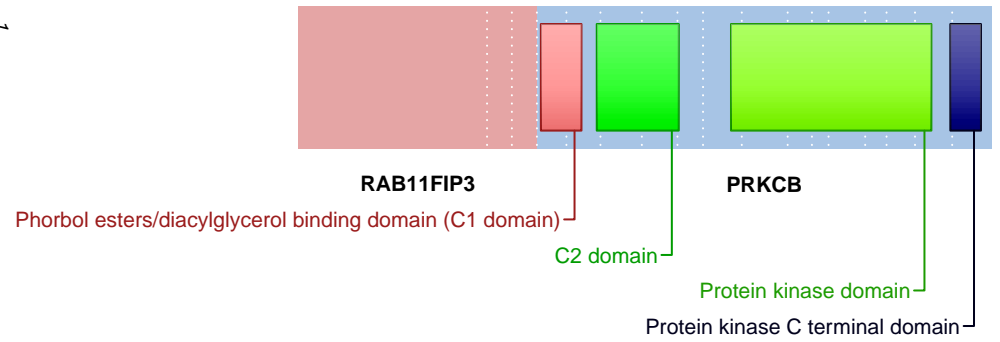 RAB11FIP3 PRKCB
Phorbol esters/diacylglycerol binding domain (C1 domain)
C2 domain
Protein kinase domain
Protein kinase C terminal domain